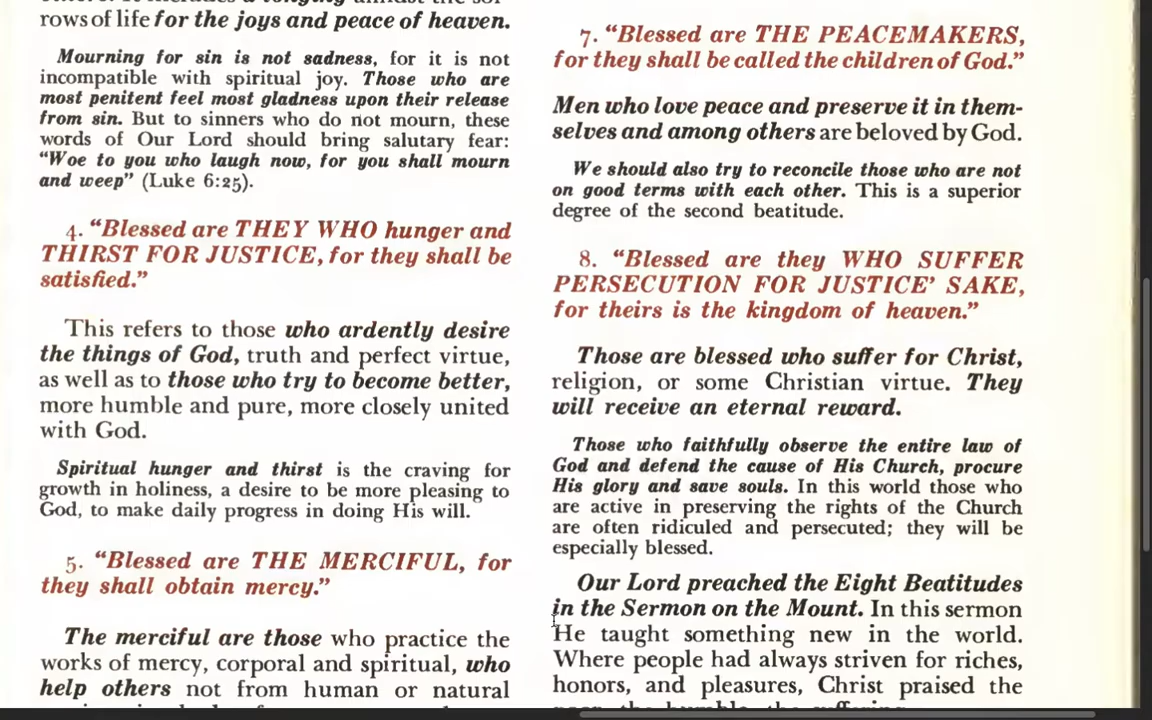 rows of life for the joys and peace of heaven.
Mourning for sin is not sadness, for it is not
incompatible with spiritual joy. Those who are
most penitent feel most gladness upon their release
from sin. But to sinners who do not mourn, these
words of Our Lord should bring salutary fear:
“Woe to you who laugh now, for you shall mourn
and weep” (Luke 6:25).
4. “Blessed are THEY WHO hunger and
THIRST FOR JUSTICE, for they shall be
satisfied.”
This refers to those who ardently desire
the things of God, truth and perfect virtue,
as well as to those who try to become better,
more humble and pure, more closely united
with God.
Spiritual hunger and thirst is the craving for
growth in holiness, a desire to be more pleasing to
God, to make daily progress in doing His will.
5. “Blessed are THE MERCIFUL, for
they shall obtain mercy.”
The merciful are those who practice the
works of mercy, corporal and spiritual, who
help others not from human or natural
7. “Blessed are THE PEACEMAKERS,
for they shall be called the children of God.”
Men who love peace and preserve it in them-
selves and among others are beloved by God.
We should also try to reconcile those who are not
on good terms with each other. This is a superior
degree of the second beatitude.
8. “Blessed are they WHO SUFFER
PERSECUTION FOR JUSTICE’ SAKE,
for theirs is the kingdom of heaven.”
Those are blessed who suffer for Christ,
religion, or some Christian virtue. They
will receive an eternal reward.
Those who faithfully observe the entire law of
God and defend the cause of His Church, procure
His glory and save souls. In this world those who
are active in preserving the rights of the Church
are often ridiculed and persecuted; they will be
especially blessed.
Our Lord preached the Eight Beatitudes
in the Sermon on the Mount. In this sermon
He taught something new in the world.
Where people had always striven for riches,
honors, and pleasures, Christ praised the